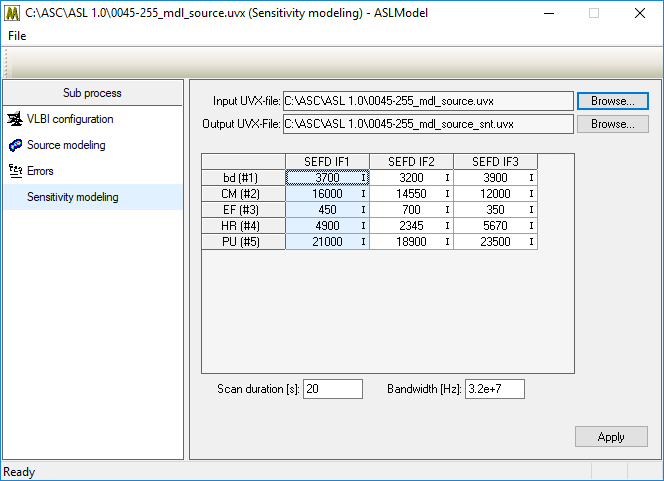 C:\ASC\ASL 1.0\0045-255_mdl_source.uvx (Sensitivity modeling) - ASLModel
File
Sub process
VLBI configuration
Source modeling
Errors
Sensitivity modeling
Input UVX-file: C:\ASC\ASL 1.0\0045-255_mdl_source.uvx Browse...
Output UVX-File: C:\ASC\ASL 1.0\0045-255_mdl_source_snt.uvx Browse...
SEFD IF1 SEFD IF2 SEFD IF3
bd (#1) 3700 3200 3900
CM (#2) 16000 14550 12000
EF (#3) 450 700 350
HR (#4) 4900 2345 5670
PU (#5) 21000 18900 23500
Scan duration [s]: 20 Bandwidth [Hz]: 3.2e+7
Apply
Ready